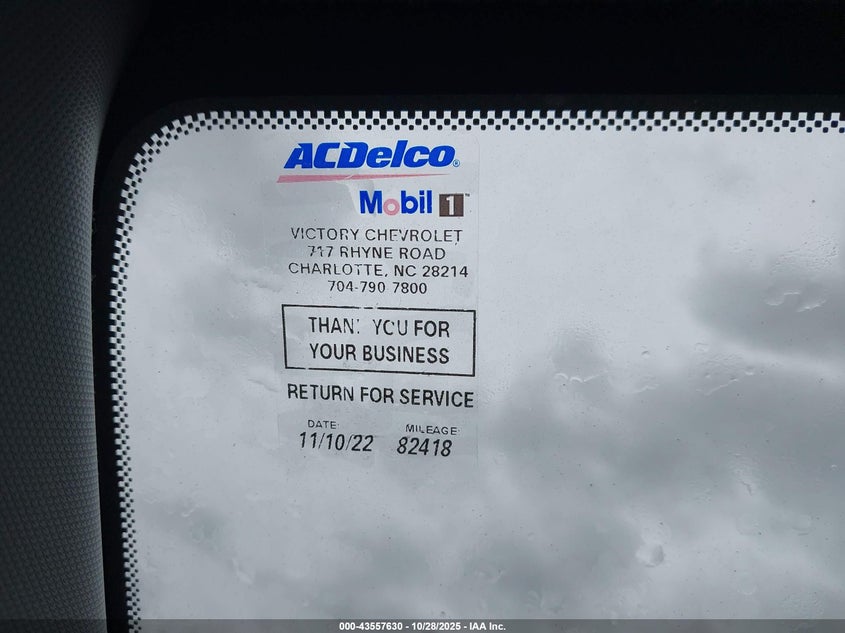 ACDelco®
Mobil 1™
VICTORY CHEVROLET
717 RHYNE ROAD
CHARLOTTE, NC 28214
704-790 7800
THANK YOU FOR
YOUR BUSINESS
RETURN FOR SERVICE
DATE: MILEAGE:
11/10/22 82418
000-43557630 - 10/28/2025 - IAA Inc.